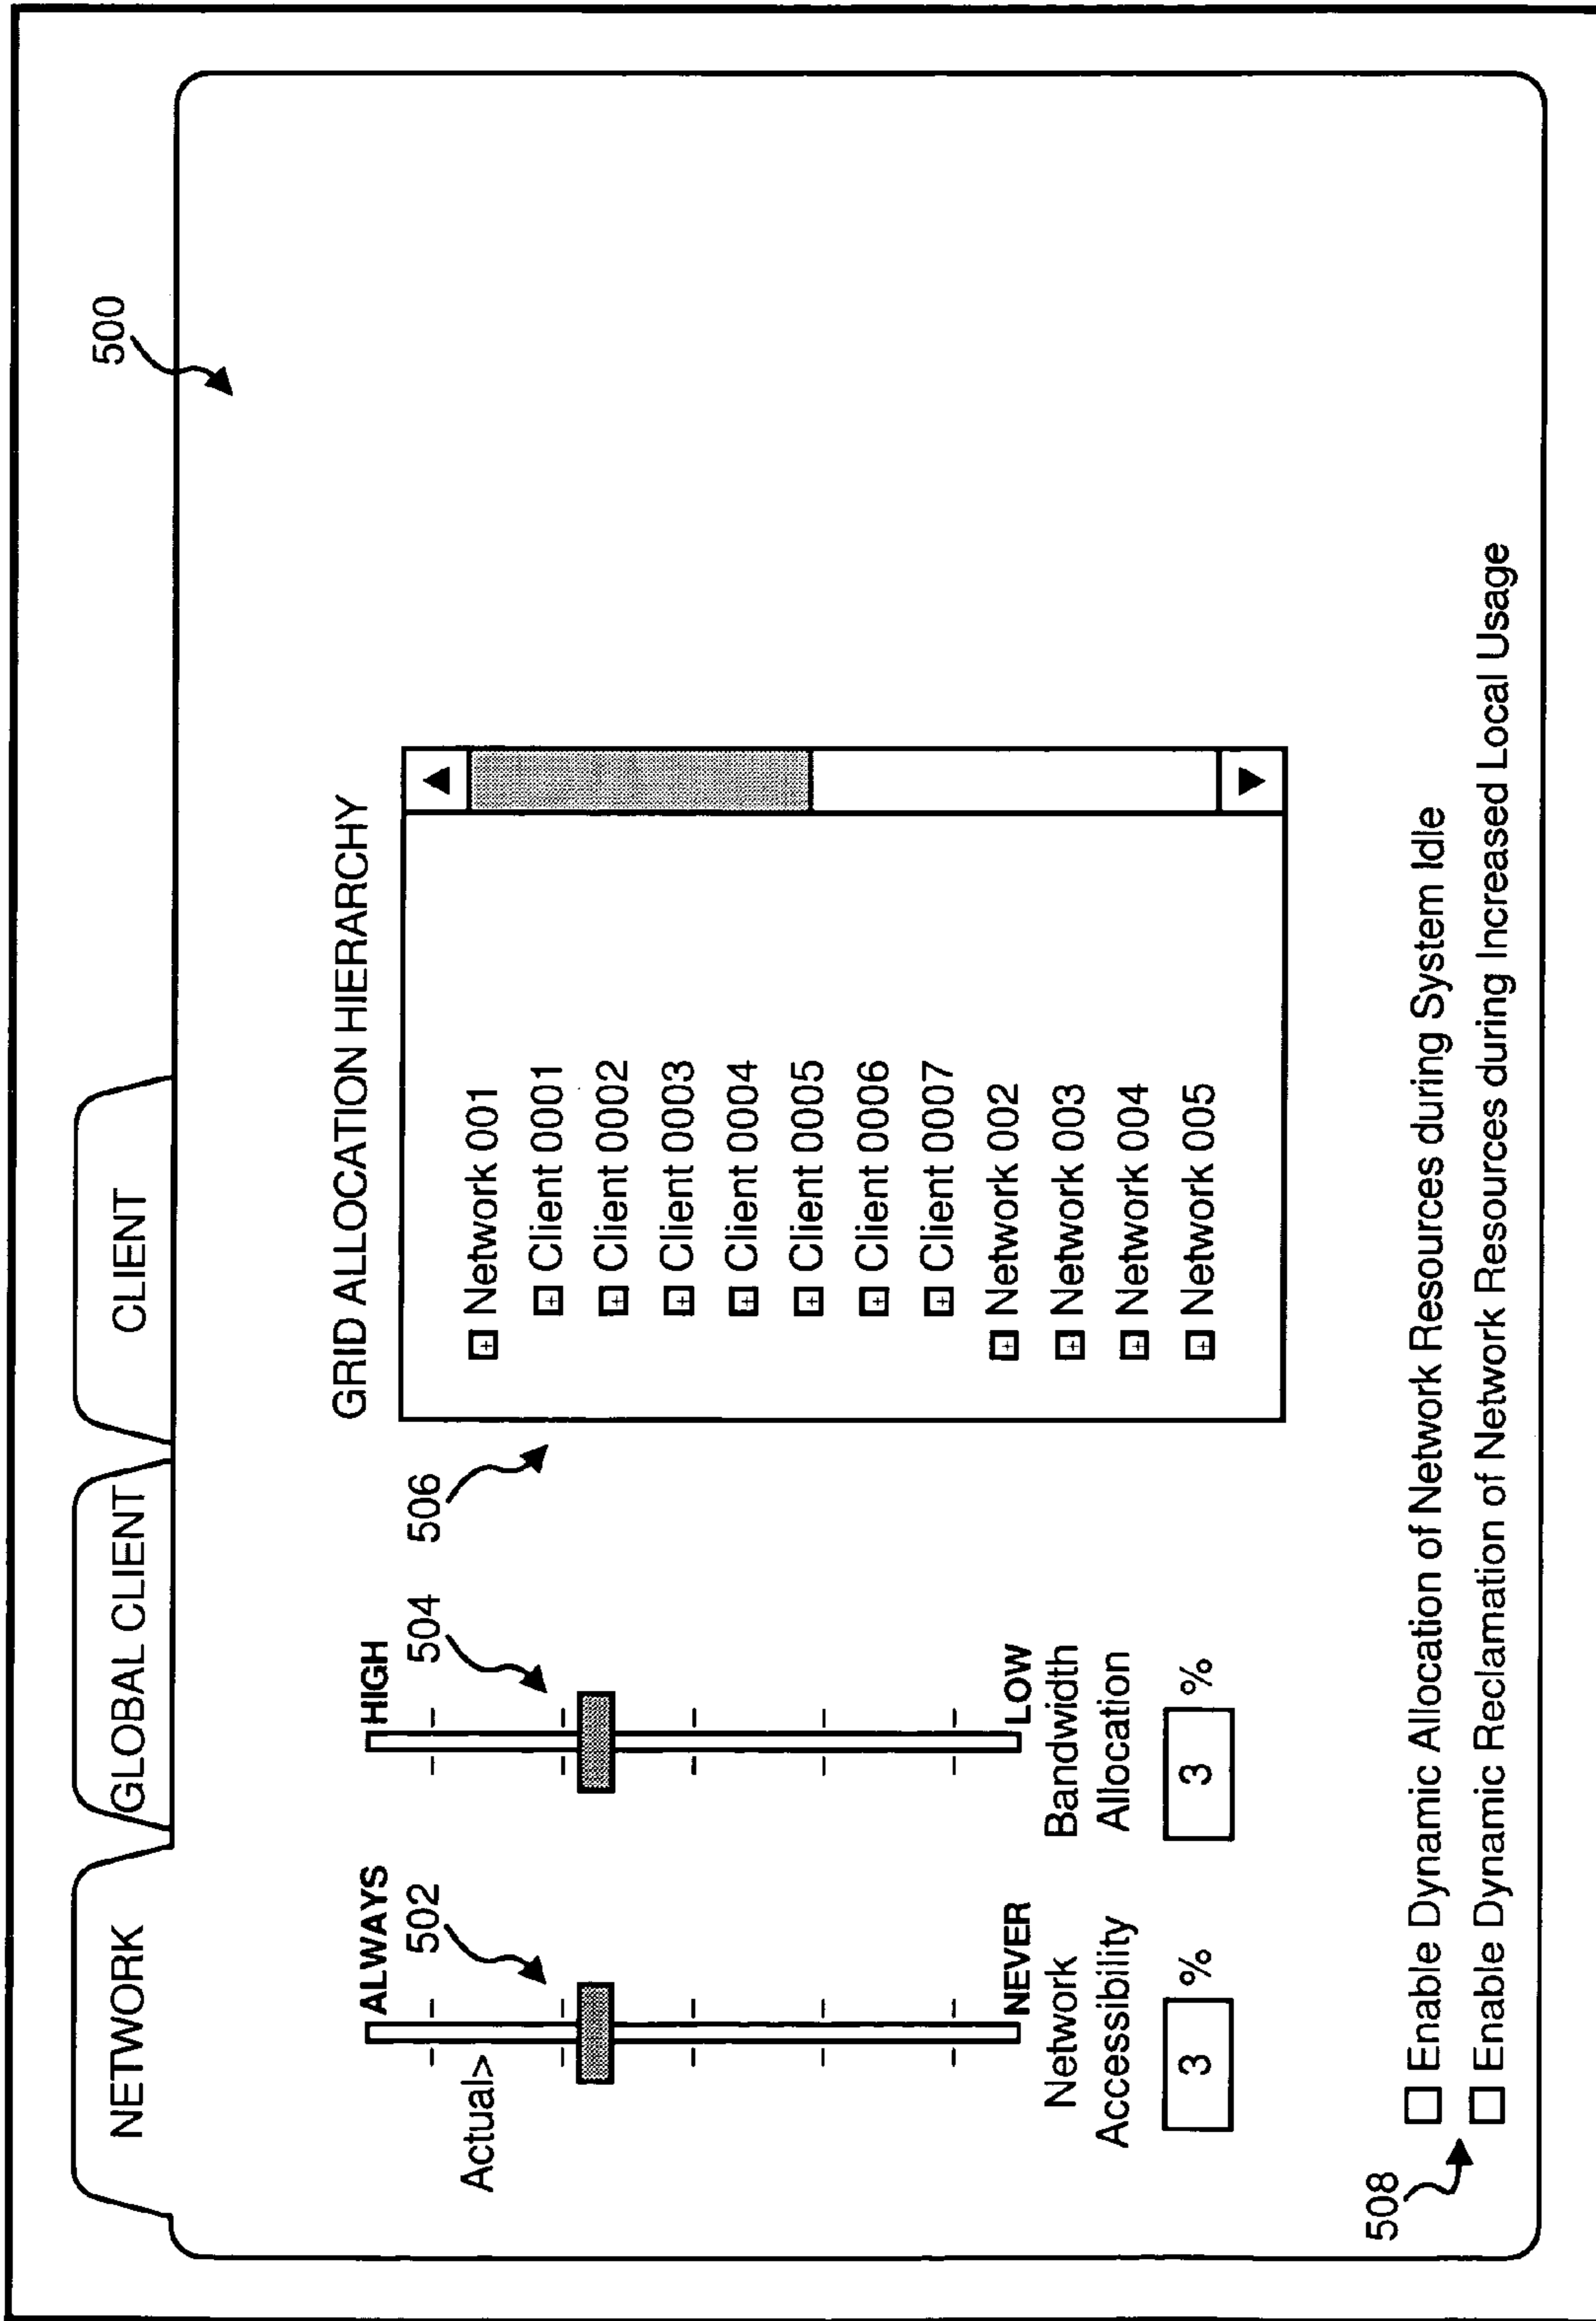 500
NETWORK
GLOBAL CLIENT
CLIENT
ALWAYS
502
Actual>
NEVER
Network
Accessibility
3 %
HIGH
504
LOW
Bandwidth
Allocation
3 %
506
GRID ALLOCATION HIERARCHY
+ Network 001
+ Client 0001
+ Client 0002
+ Client 0003
+ Client 0004
+ Client 0005
+ Client 0006
+ Client 0007
+ Network 002
+ Network 003
+ Network 004
+ Network 005
508
Enable Dynamic Allocation of Network Resources during System Idle
Enable Dynamic Reclamation of Network Resources during Increased Local Usage